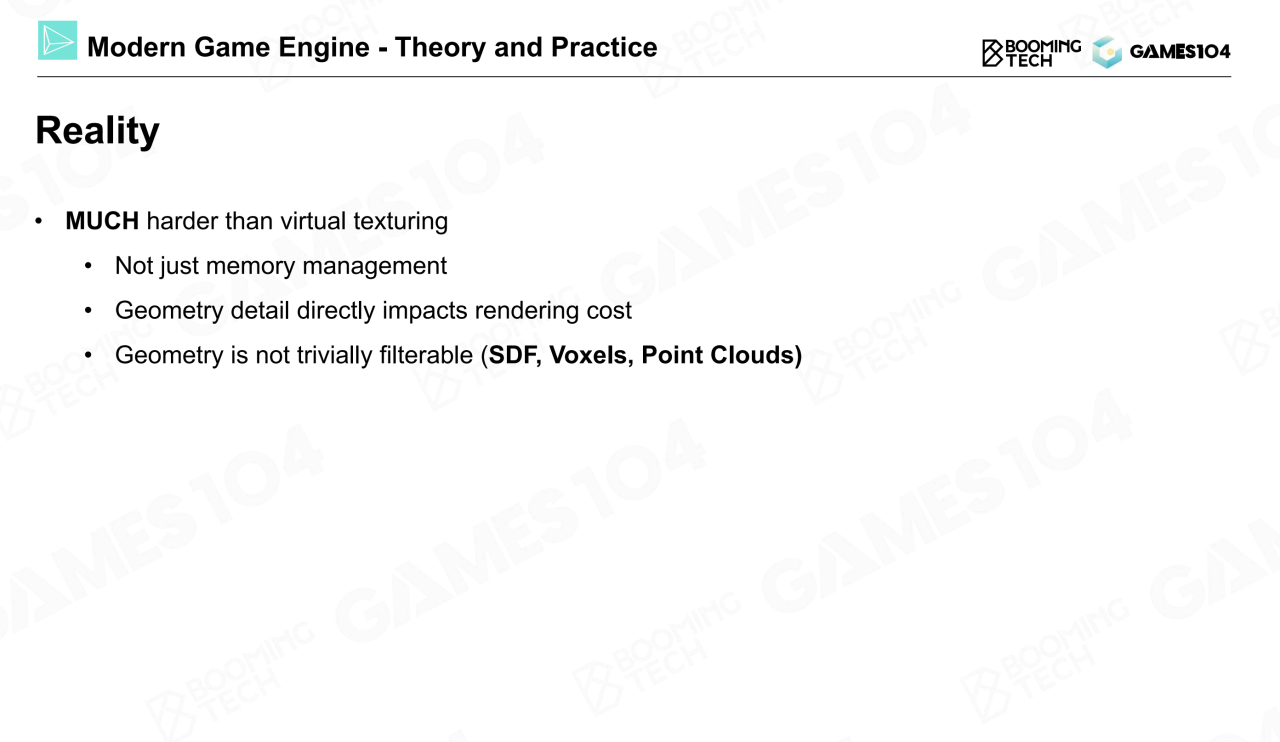 Modern Game Engine - Theory and Practice
BOOMING
TECH
GAMES104
Reality
• MUCH harder than virtual texturing
• Not just memory management
• Geometry detail directly impacts rendering cost
• Geometry is not trivially filterable (SDF, Voxels, Point Clouds)